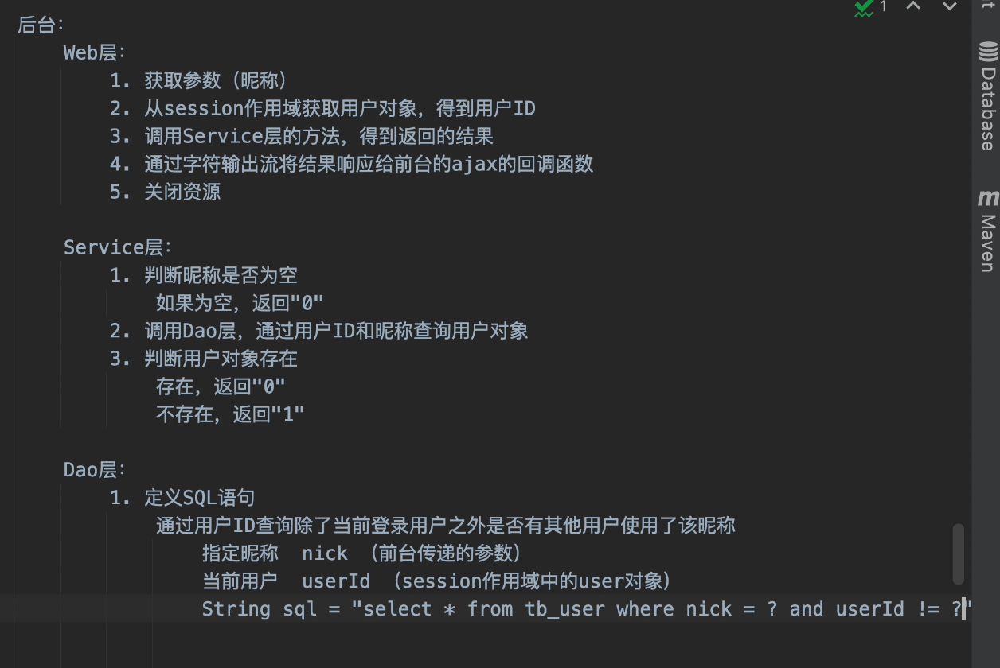 后台：
Web层：
1. 获取参数（昵称）
2. 从session作用域获取用户对象，得到用户ID
3. 调用Service层的方法，得到返回的结果
4. 通过字符输出流将结果响应给前台的ajax的回调函数
5. 关闭资源
Service层：
1. 判断昵称是否为空
如果为空，返回"0"
2. 调用Dao层，通过用户ID和昵称查询用户对象
3. 判断用户对象存在
存在，返回"0"
不存在，返回"1"
Dao层：
1. 定义SQL语句
通过用户ID查询除了当前登录用户之外是否有其他用户使用了该昵称
指定昵称 nick （前台传递的参数）
当前用户 userId （session作用域中的user对象）
String sql = "select * from tb_user where nick = ? and userId != ?"
1
Database
m
Maven